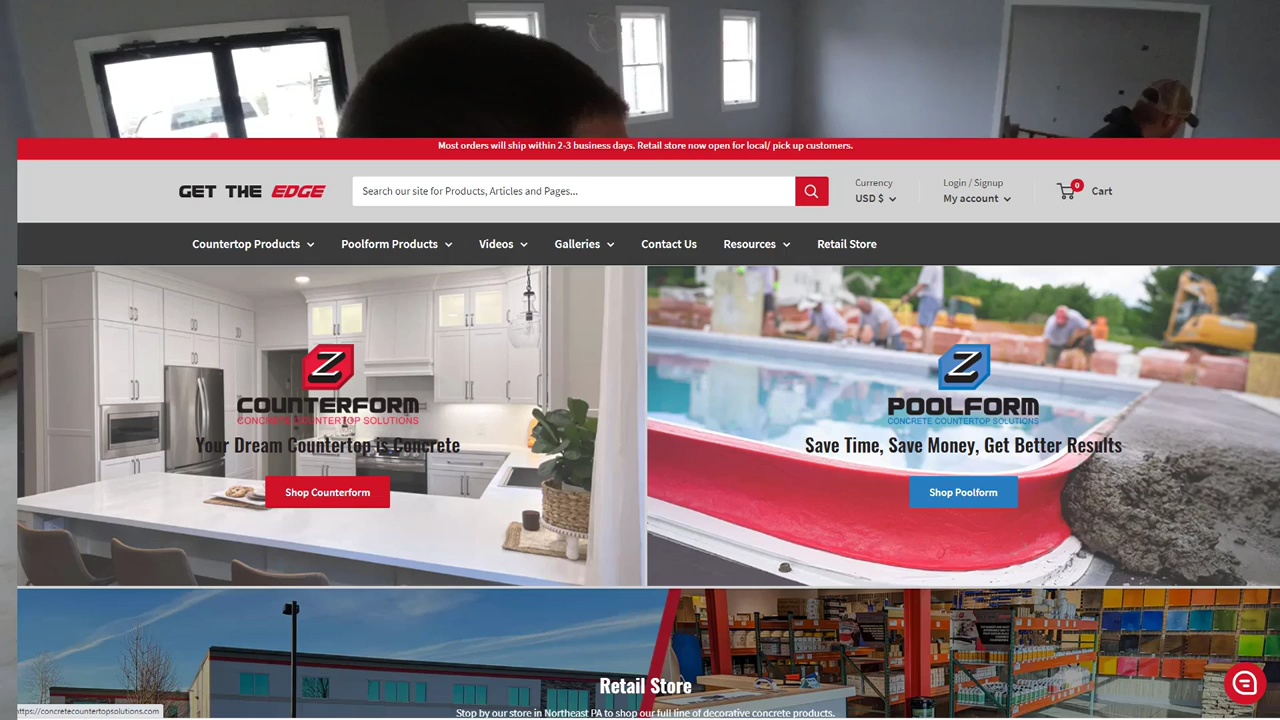 Most orders will ship within 2-3 business days. Retail store now open for local/ pick up customers.
GET THE EDGE
Search our site for Products, Articles and Pages...
Currency
USD $
Login / Signup
My account
0
Cart
Countertop Products
Poolform Products
Videos
Galleries
Contact Us
Resources
Retail Store
Z
COUNTERFORM
CONCRETE COUNTERTOP SOLUTIONS
Your Dream Countertop is Concrete
Shop Counterform
Z
POOLFORM
CONCRETE COUNTERTOP SOLUTIONS
Save Time, Save Money, Get Better Results
Shop Poolform
Retail Store
Stop by our store in Northeast PA to shop our full line of decorative concrete products.
https://concretecountertopsolutions.com